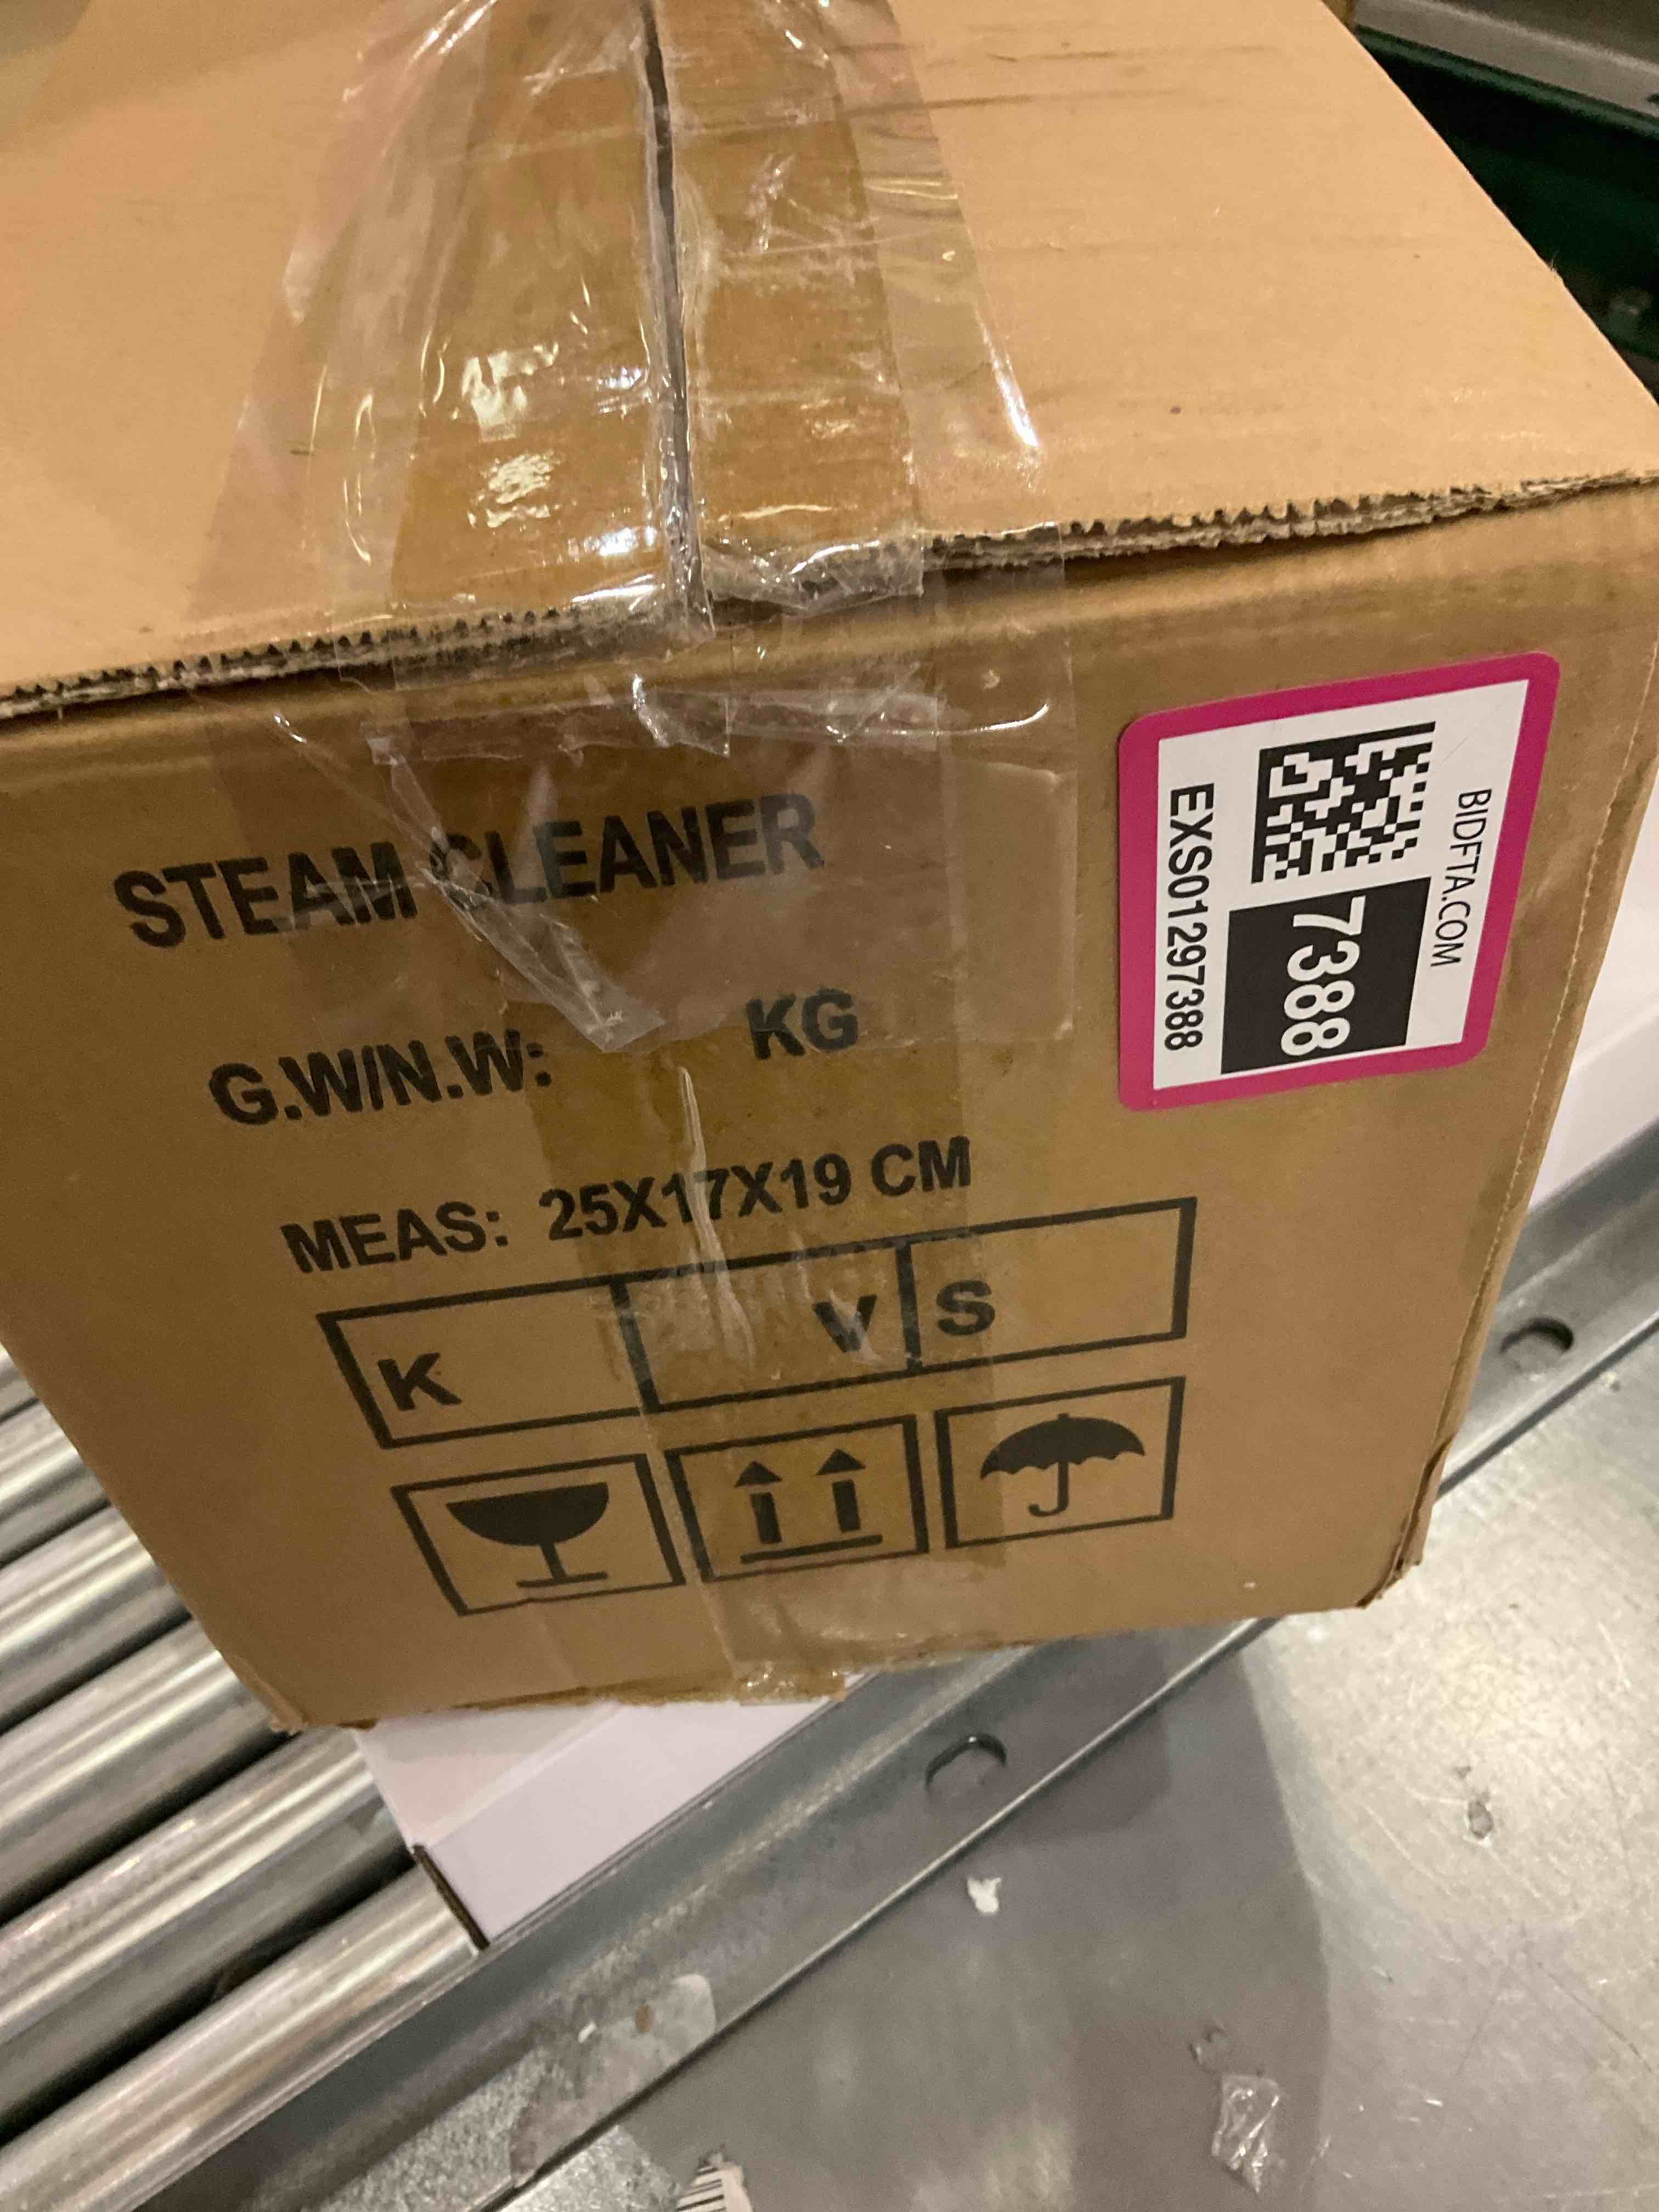 STEAM CLEANER
G.W/N.W: KG
MEAS: 25X17X19 CM
K V S
BIDFTA.COM
7388
EXS01297388